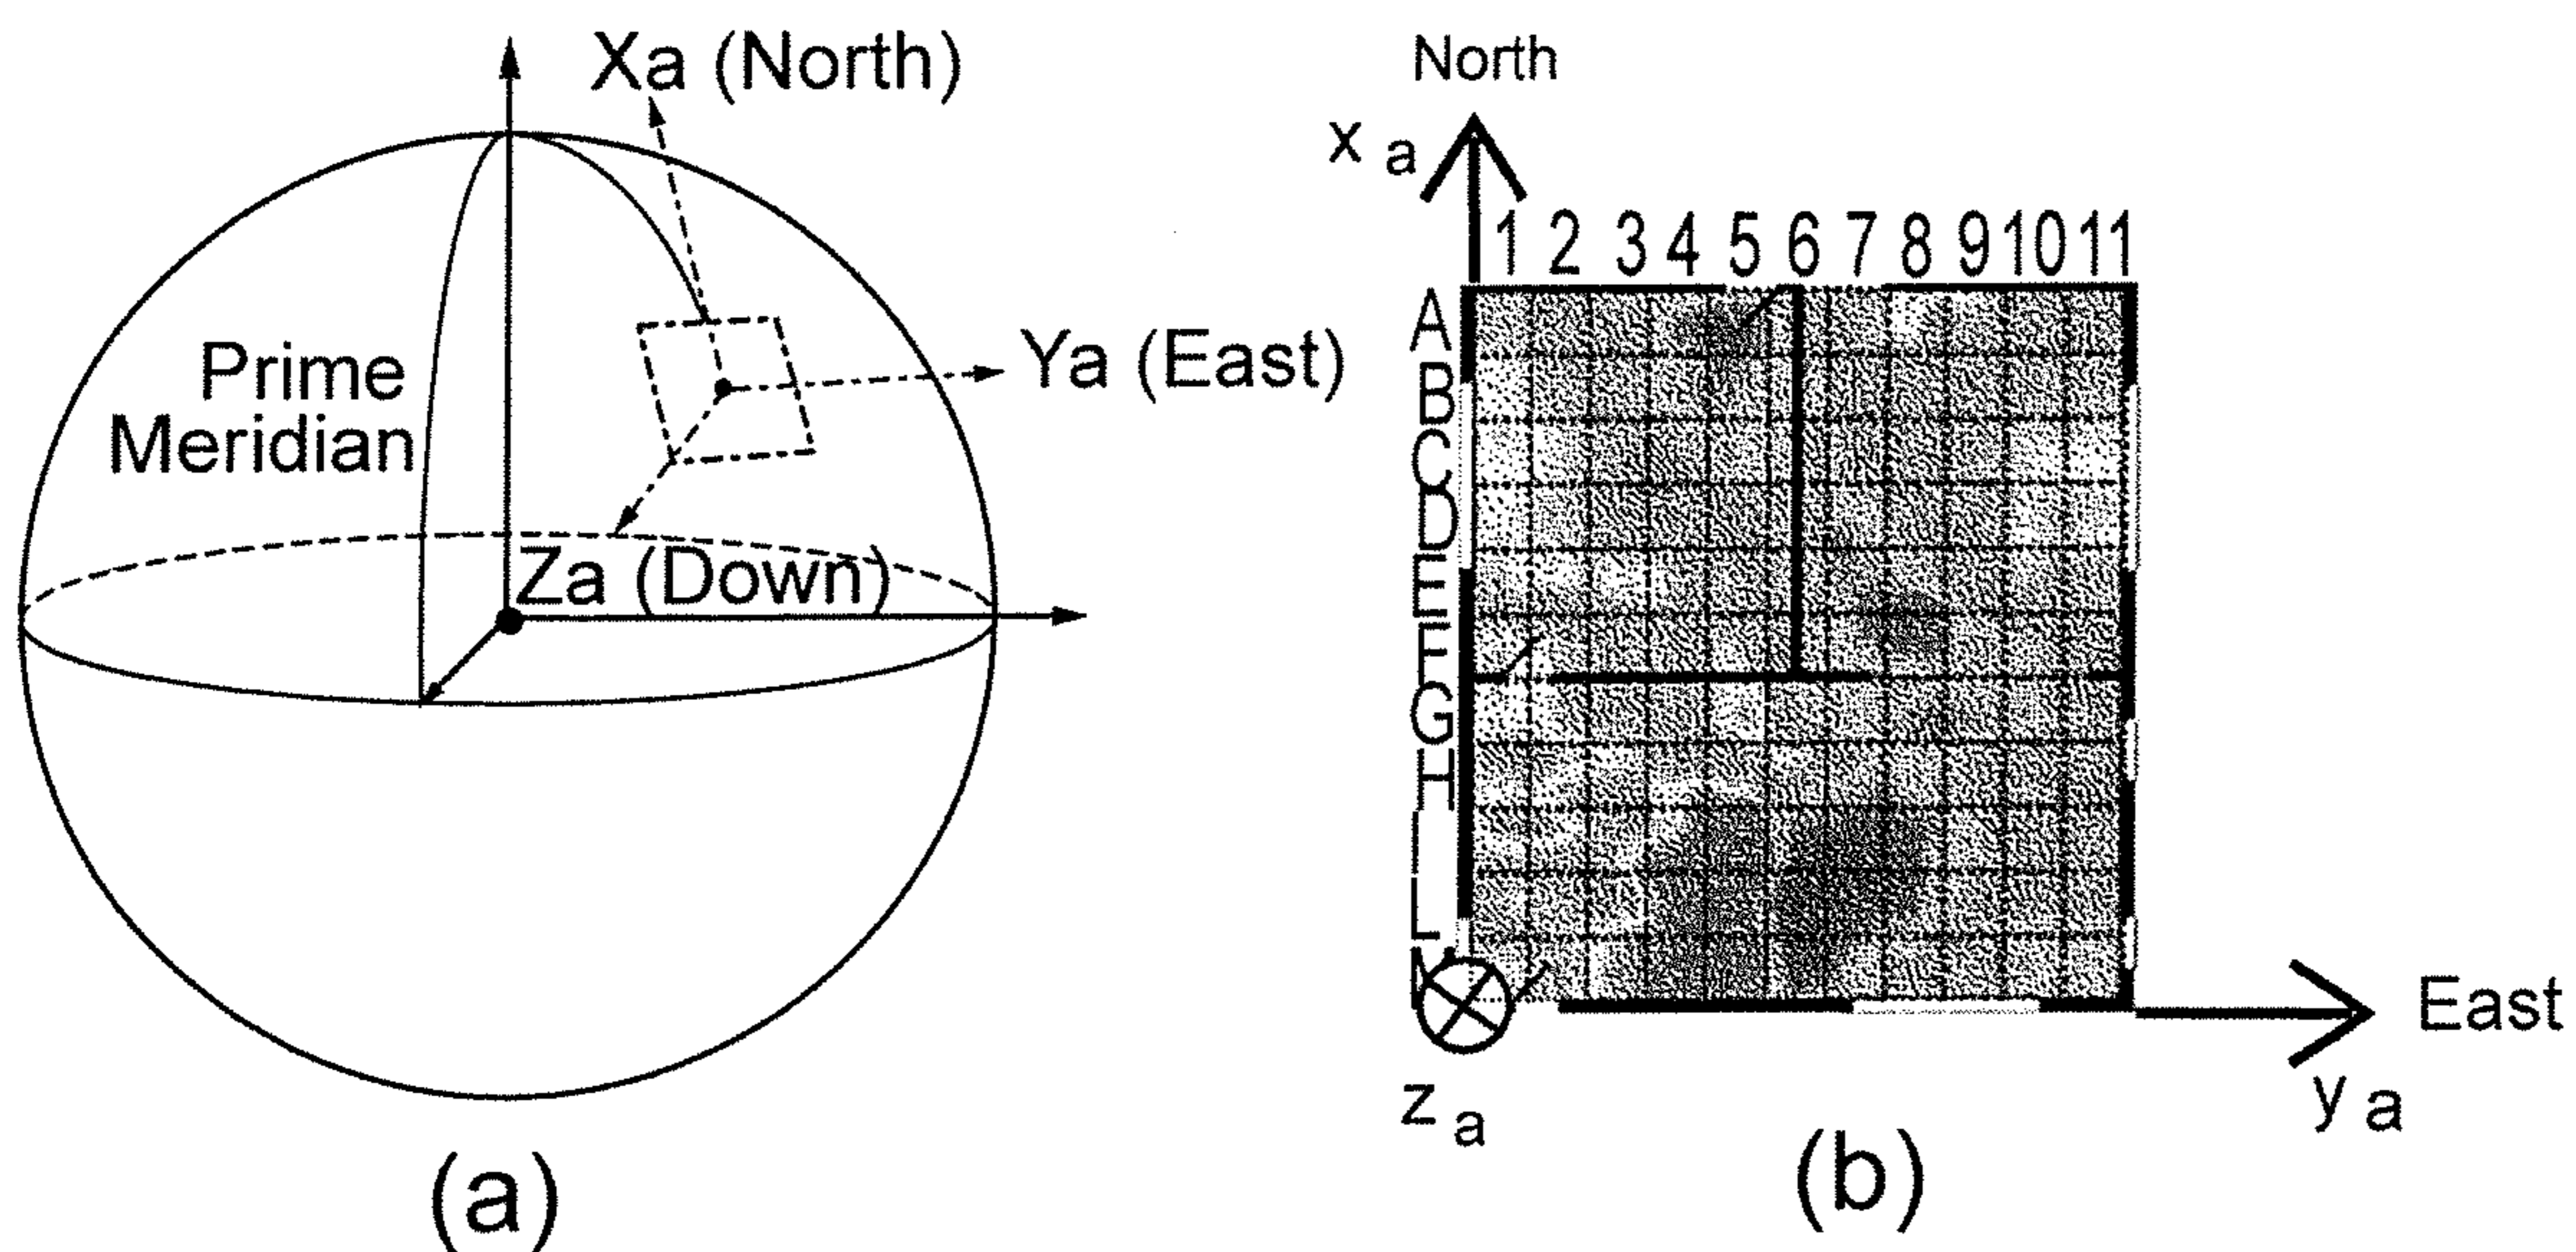 Xa (North)
Prime
Meridian
Ya (East)
Za (Down)
(a)
North
x a
1 2 3 4 5 6 7 8 9 10 11
A
B
C
D
E
F
G
H
I
L
East
y a
z a
(b)